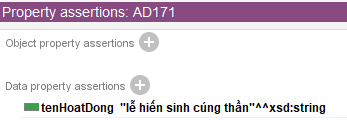 Property assertions: AD171
Object property assertions
Data property assertions
tenHoatDong "lễ hiến sinh cúng thần"^^xsd:string